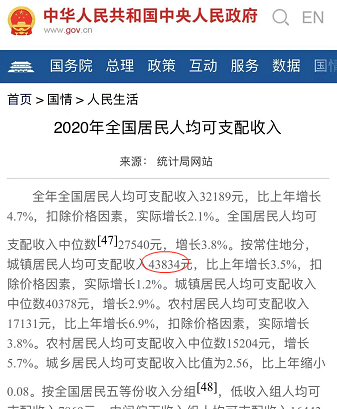 中华人民共和国中央人民政府
www.gov.cn
EN
国务院 总理 政策 互动 服务 数据 国情
首页 > 国情 > 人民生活
2020年全国居民人均可支配收入
来源： 统计局网站
全年全国居民人均可支配收入32189元，比上年增长
4.7%，扣除价格因素，实际增长2.1%。全国居民人均可
支配收入中位数[47]27540元，增长3.8%。按常住地分，
城镇居民人均可支配收入43834元，比上年增长3.5%，扣
除价格因素，实际增长1.2%。城镇居民人均可支配收入
中位数40378元，增长2.9%。农村居民人均可支配收入
17131元，比上年增长6.9%，扣除价格因素，实际增长
3.8%。农村居民人均可支配收入中位数15204元，增长
5.7%。城乡居民人均可支配收入比值为2.56，比上年缩小
0.08。按全国居民五等份收入分组[48]，低收入组人均可